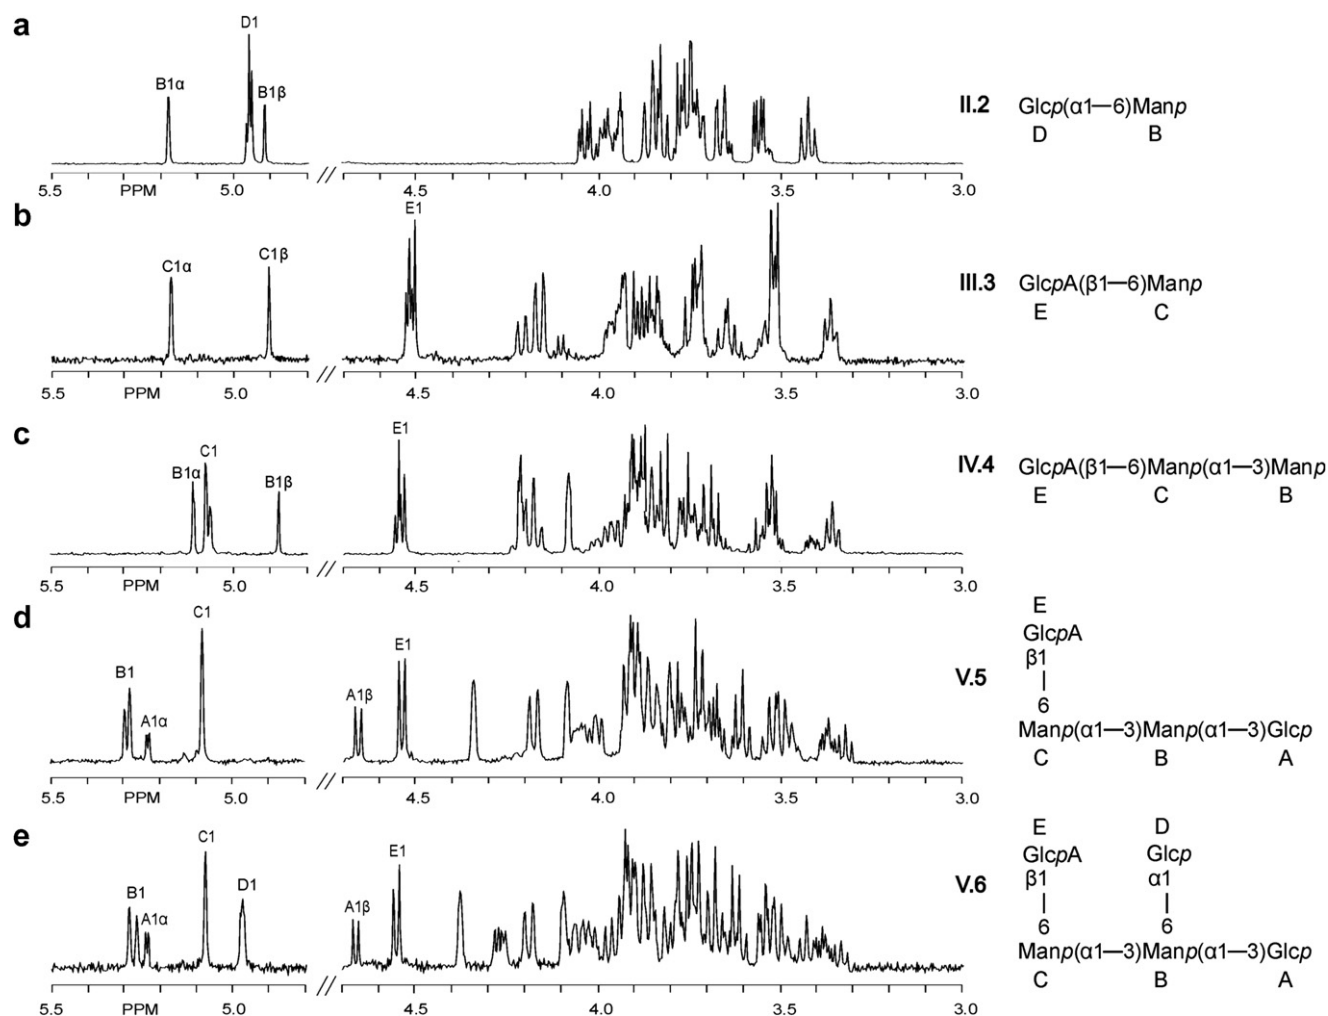 a
D1
B1α
B1β
II.2
Glcp(α1—6)Manp
D B
5.5 PPM 5.0 // 4.5 4.0 3.5 3.0
b
E1
C1α
C1β
III.3
GlcpA(β1—6)Manp
E C
5.5 PPM 5.0 // 4.5 4.0 3.5 3.0
c
E1
C1
B1α
B1β
IV.4
GlcpA(β1—6)Manp(α1—3)Manp
E C B
5.5 PPM 5.0 // 4.5 4.0 3.5 3.0
d
C1
B1
A1α
A1β
E1
V.5
E
GlcpA
β1
6
Manp(α1—3)Manp(α1—3)Glcp
C B A
5.5 PPM 5.0 // 4.5 4.0 3.5 3.0
e
C1
B1
A1α
D1
A1β
E1
V.6
E D
GlcpA Glcp
β1 α1
6 6
Manp(α1—3)Manp(α1—3)Glcp
C B A
5.5 PPM 5.0 // 4.5 4.0 3.5 3.0